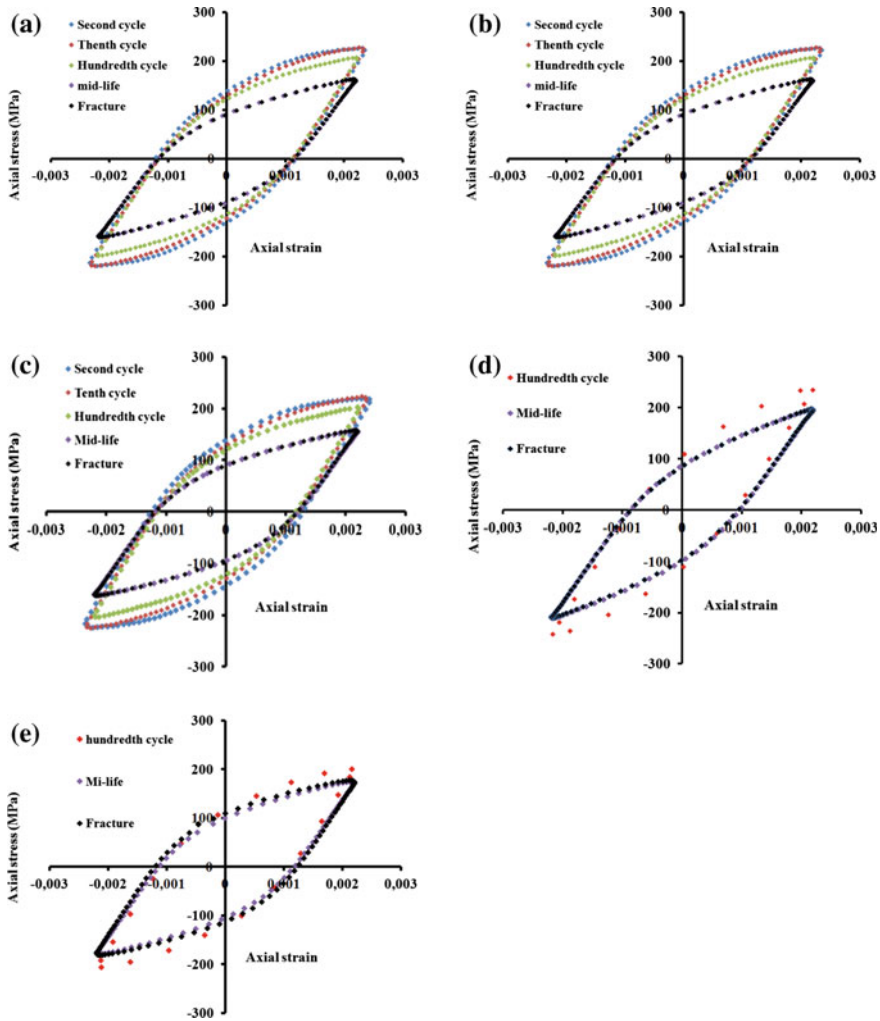 (a)
Second cycle
Thenth cycle
Hundredth cycle
mid-life
Fracture
Axial stress (MPa)
300
200
100
0
-100
-200
-300
-0,003 -0,002 -0,001 0 0,001 0,002 0,003
Axial strain
(b)
Second cycle
Thenth cycle
Hundredth cycle
mid-life
Fracture
Axial stress (MPa)
300
200
100
0
-100
-200
-300
-0,003 -0,002 -0,001 0 0,001 0,002 0,003
Axial strain
(c)
Second cycle
Tenth cycle
Hundredth cycle
Mid-life
Fracture
Axial stress (MPa)
300
200
100
0
-100
-200
-300
-0,003 -0,002 -0,001 0 0,001 0,002 0,003
Axial strain
(d)
Hundredth cycle
Mid-life
Fracture
Axial stress (MPa)
300
200
100
0
-100
-200
-300
-0,003 -0,002 -0,001 0 0,001 0,002 0,003
Axial strain
(e)
hundredth cycle
Mi-life
Fracture
Axial stress (MPa)
300
200
100
0
-100
-200
-300
-0,003 -0,002 -0,001 0 0,001 0,002 0,003
Axial strain